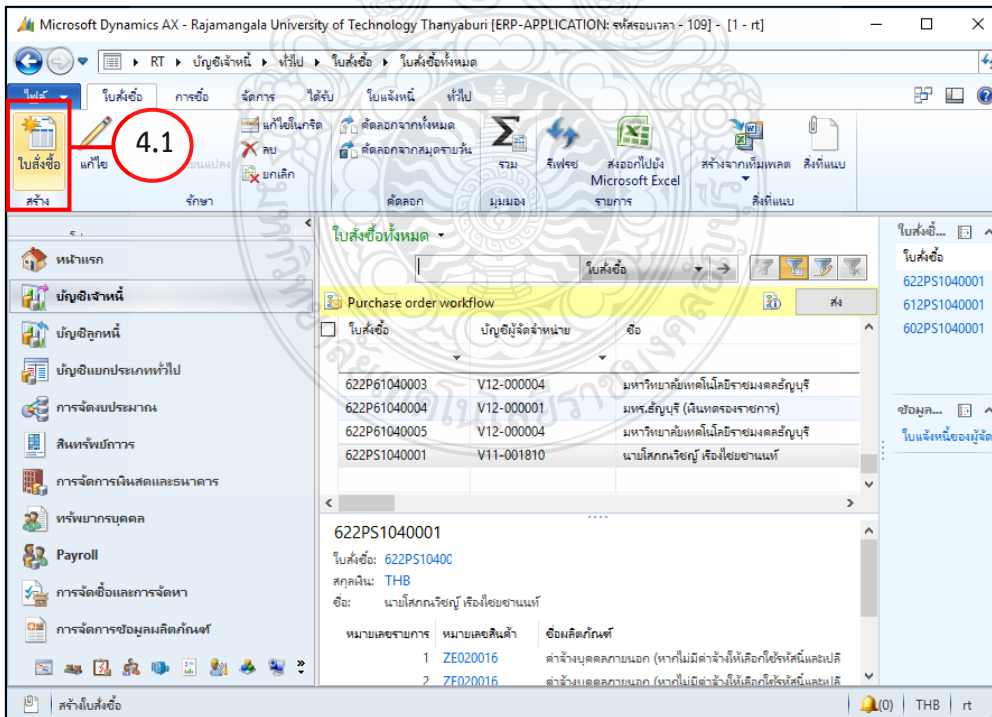 Microsoft Dynamics AX - Rajamangala University of Technology Thanyaburi [ERP-APPLICATION: รหัสรอบเวลา - 109] - [1 - rt]
RT บัญชีเจ้าหนี้ ทั่วไป ใบสั่งซื้อ ใบสั่งซื้อทั้งหมด
ไฟล์ ใบสั่งซื้อ การซื้อ จัดการ ได้รับ ใบแจ้งหนี้ ทั่วไป
ใบสั่งซื้อ
แก้ไข
4.1
แก้ไขในกริด
ลบ
ยกเลิก
คัดลอกจากทั้งหมด
คัดลอกจากสมุดรายวัน
รวม
รีเฟรช
ส่งออกไปยัง
Microsoft Excel
สร้างจากเท็มเพลต
สิ่งที่แนบ
สร้าง รักษา คัดลอก มุมมอง รายการ สิ่งที่แนบ
หน้าแรก
บัญชีเจ้าหนี้
บัญชีลูกหนี้
บัญชีแยกประเภททั่วไป
การจัดงบประมาณ
สินทรัพย์ถาวร
การจัดการเงินสดและธนาคาร
ทรัพยากรบุคคล
Payroll
การจัดซื้อและการจัดหา
การจัดการข้อมูลผลิตภัณฑ์
ใบสั่งซื้อทั้งหมด
ใบสั่งซื้อ
Purchase order workflow ส่ง
ใบสั่งซื้อ บัญชีผู้จัดจำหน่าย ชื่อ
622P61040003 V12-000004 มหาวิทยาลัยเทคโนโลยีราชมงคลธัญบุรี
622P61040004 V12-000001 มทร.ธัญบุรี (เงินทดรองราชการ)
622P61040005 V12-000004 มหาวิทยาลัยเทคโนโลยีราชมงคลธัญบุรี
622PS1040001 V11-001810 นายโสภณวิชญ์ เรืองไชยชานนท์
622PS1040001
ใบสั่งซื้อ: 622PS10400
สกุลเงิน: THB
ชื่อ: นายโสภณวิชญ์ เรืองไชยชานนท์
หมายเลขรายการ หมายเลขสินค้า ชื่อผลิตภัณฑ์
1 ZE020016 ค่าจ้างบุคคลภายนอก (หากไม่มีค่าจ้างให้เลือกใช้รหัสนี้และเปลี
2 ZE020016 ค่าจ้างบุคคลภายนอก (หากไม่มีค่าจ้างให้เลือกใช้รหัสนี้และเปลี
ใบสั่งซื้...
ใบสั่งซื้อ
622PS1040001
612PS1040001
602PS1040001
ข้อมูล...
ใบแจ้งหนี้ของผู้จัด
สร้างใบสั่งซื้อ
(0) THB rt
มหาวิทยาลัยเทคโนโลยีราชมงคลธัญบุรี